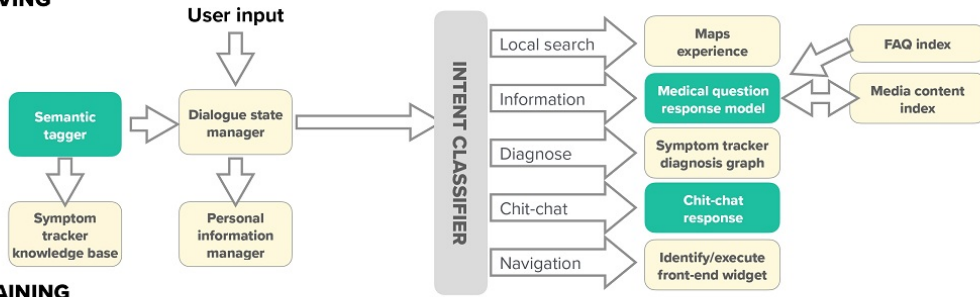 VING
User input
Semantic
tagger
Dialogue state
manager
Symptom
tracker
knowledge base
Personal
information
manager
INTENT CLASSIFIER
Local search
Information
Diagnose
Chit-chat
Navigation
Maps
experience
Medical question
response model
Symptom tracker
diagnosis graph
Chit-chat
response
Identify/execute
front-end widget
FAQ index
Media content
index
AINING